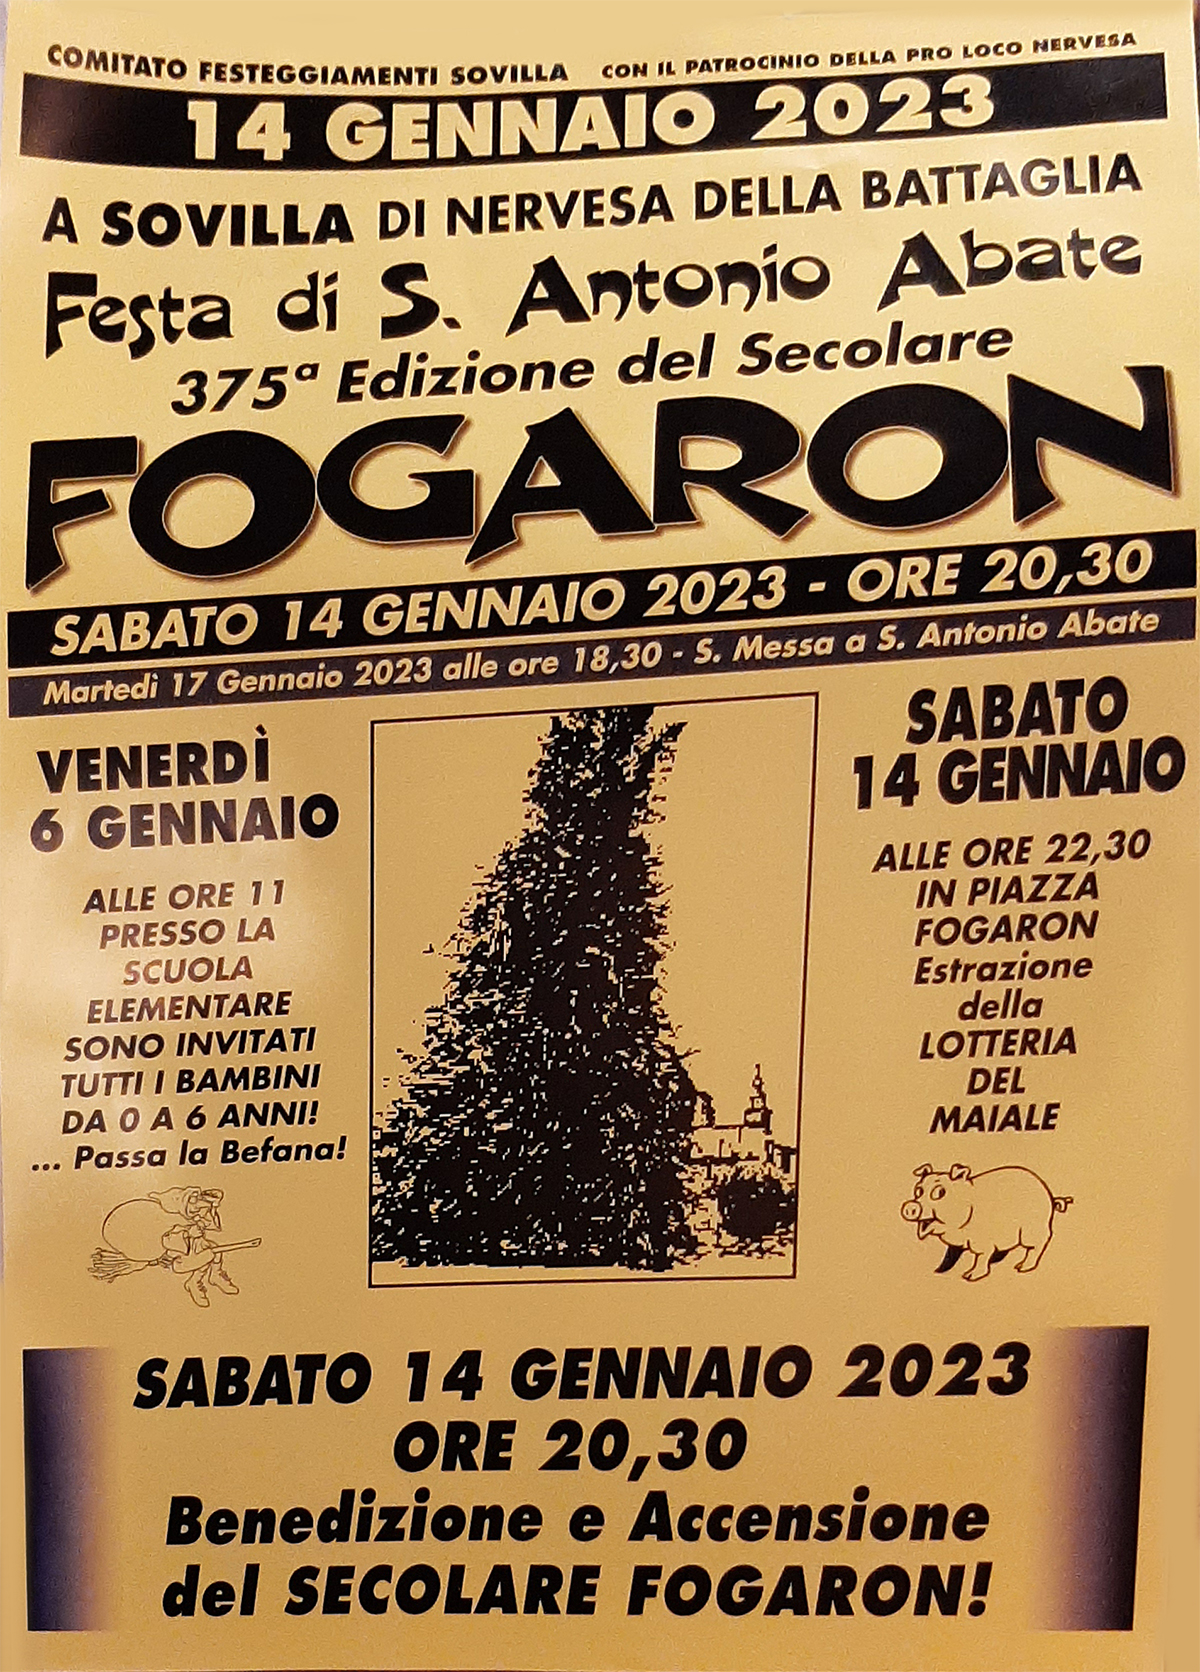 COMITATO FESTEGGIAMENTI SOVILLA CON IL PATROCINIO DELLA PRO LOCO NERVESA
14 GENNAIO 2023
A SOVILLA DI NERVESA DELLA BATTAGLIA
Festa di S. Antonio Abate
375ª Edizione del Secolare
FOGARON
SABATO 14 GENNAIO 2023 - ORE 20,30
Martedì 17 Gennaio 2023 alle ore 18,30 - S. Messa a S. Antonio Abate
VENERDÌ
6 GENNAIO
ALLE ORE 11
PRESSO LA
SCUOLA
ELEMENTARE
SONO INVITATI
TUTTI I BAMBINI
DA 0 A 6 ANNI!
... Passa la Befana!
SABATO
14 GENNAIO
ALLE ORE 22,30
IN PIAZZA
FOGARON
Estrazione
della
LOTTERIA
DEL
MAIALE
SABATO 14 GENNAIO 2023
ORE 20,30
Benedizione e Accensione
del SECOLARE FOGARON!